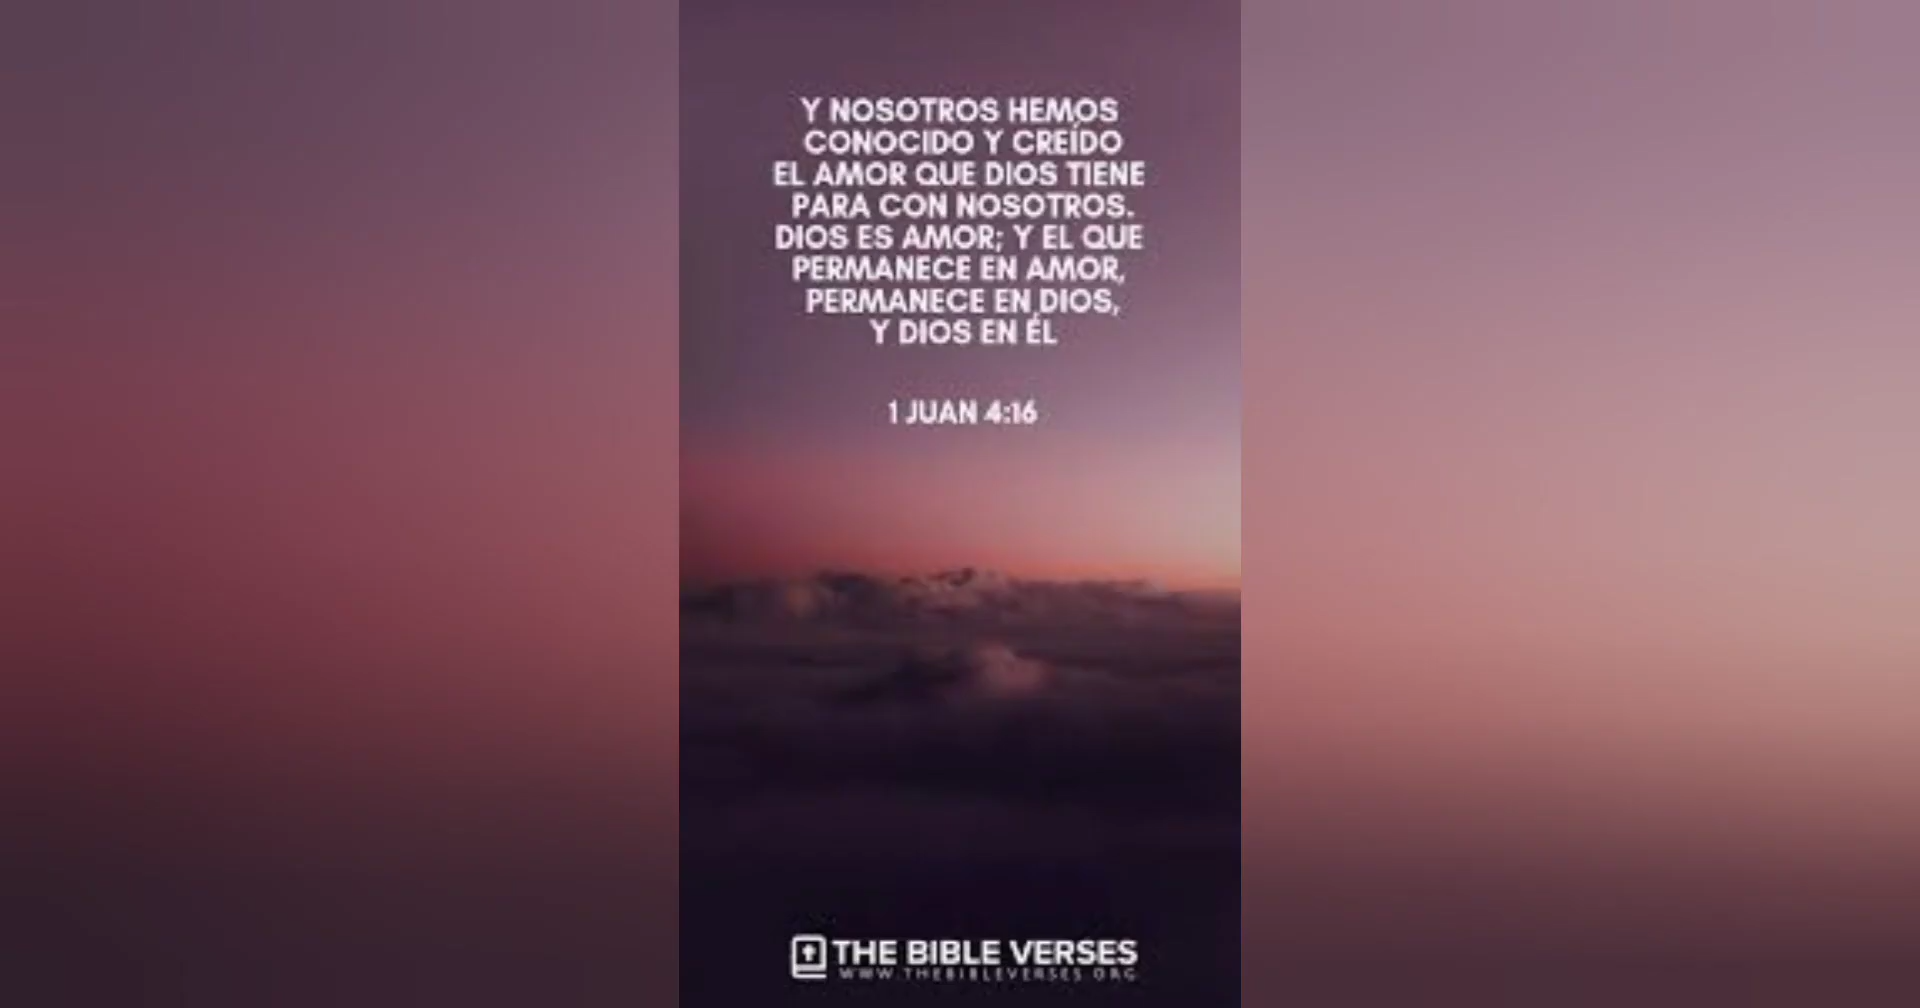 Y NOSOTROS HEMOS
CONOCIDO Y CREÍDO
EL AMOR QUE DIOS TIENE
PARA CON NOSOTROS.
DIOS ES AMOR; Y EL QUE
PERMANECE EN AMOR,
PERMANECE EN DIOS,
Y DIOS EN ÉL
1 JUAN 4:16
THE BIBLE VERSES
WWW.THEBIBLEVERSES.ORG